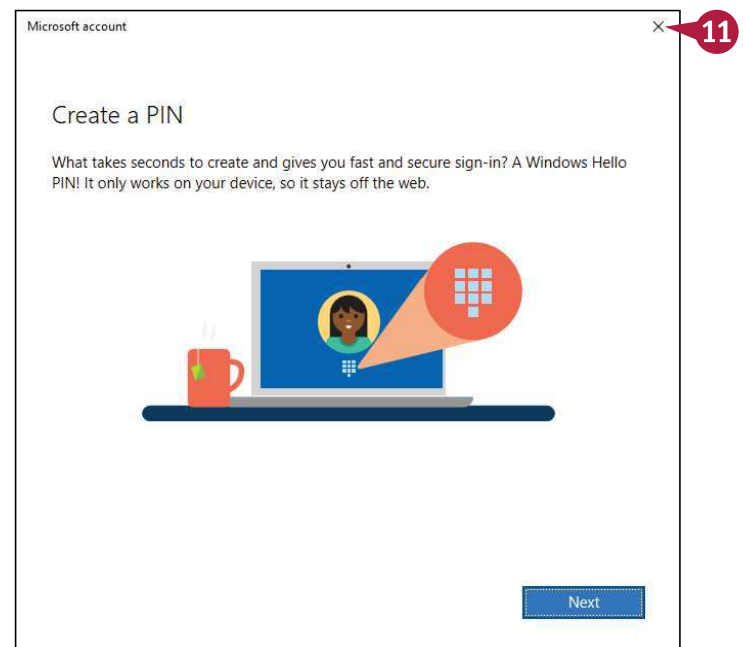 Microsoft account
11
Create a PIN
What takes seconds to create and gives you fast and secure sign-in? A Windows Hello
PIN! It only works on your device, so it stays off the web.
Next